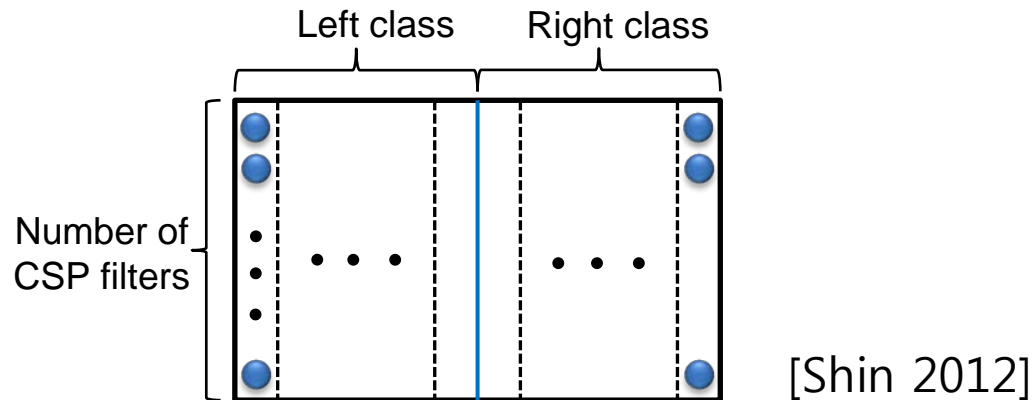 Left class
Right class
Number of
CSP filters
[Shin 2012]